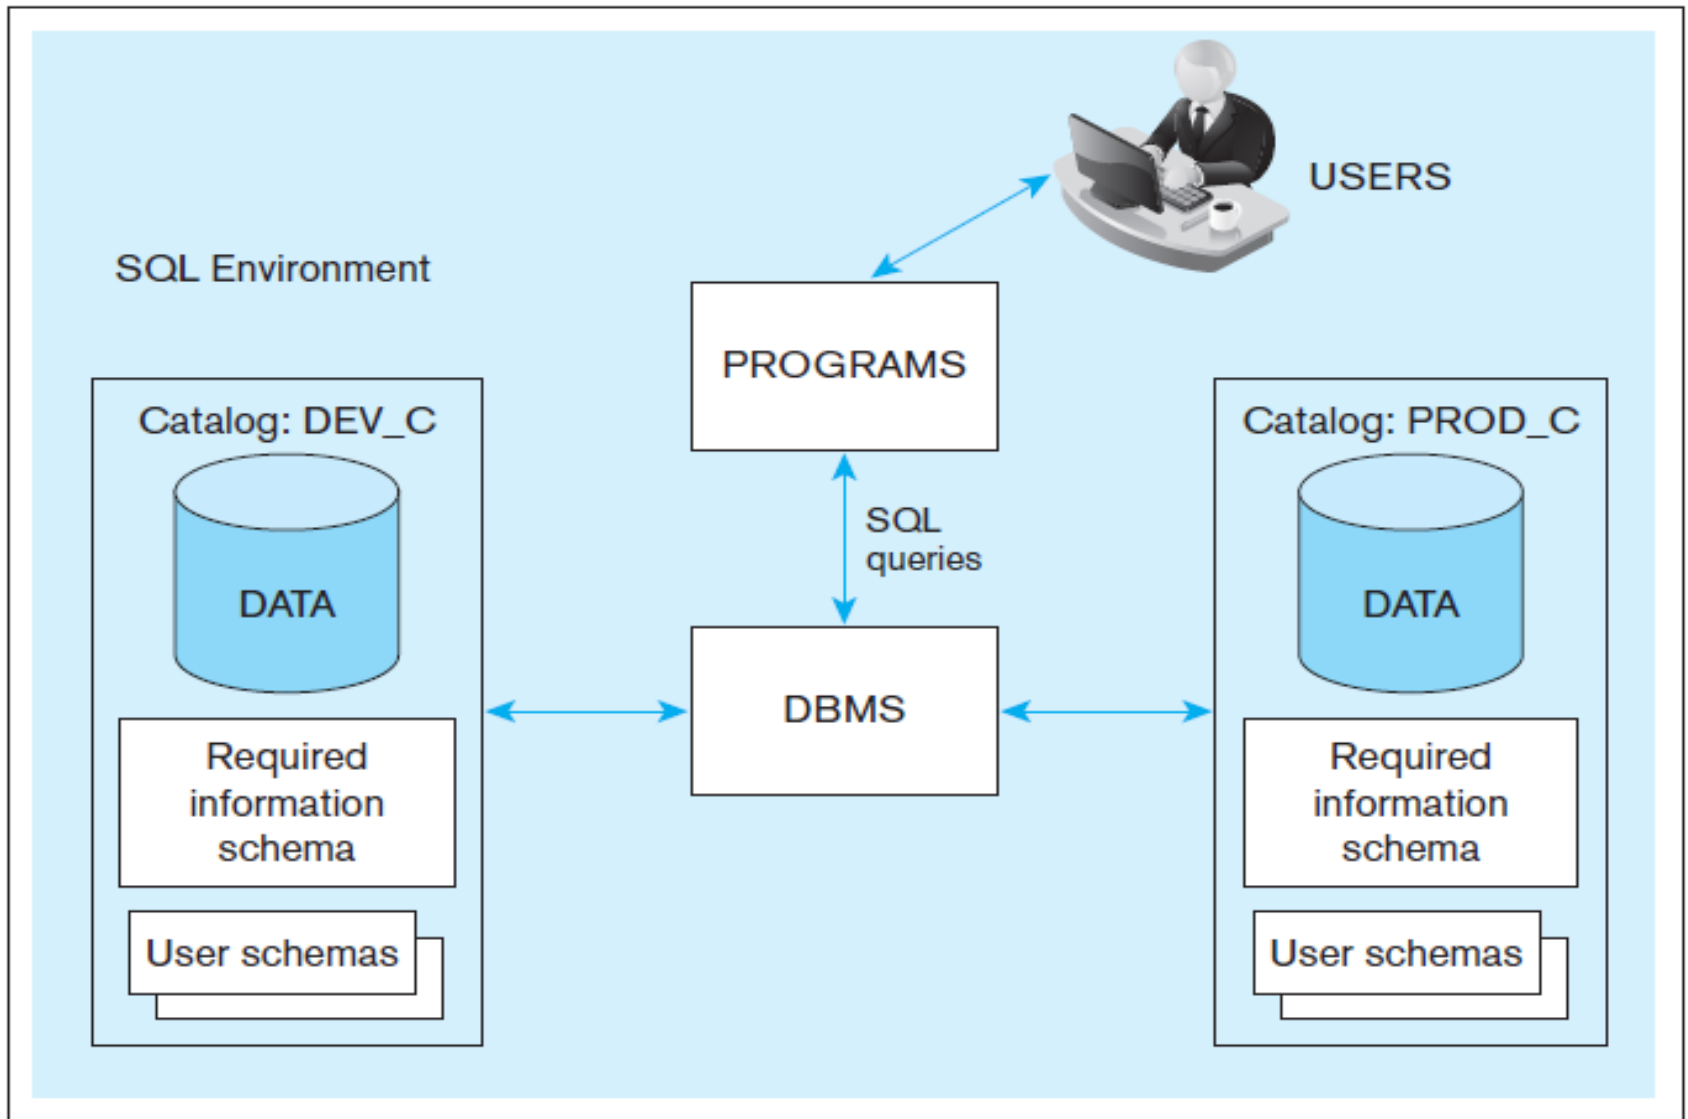 USERS
SQL Environment
PROGRAMS
SQL
queries
Catalog: DEV_C
DATA
Required
information
schema
User schemas
DBMS
Catalog: PROD_C
DATA
Required
information
schema
User schemas